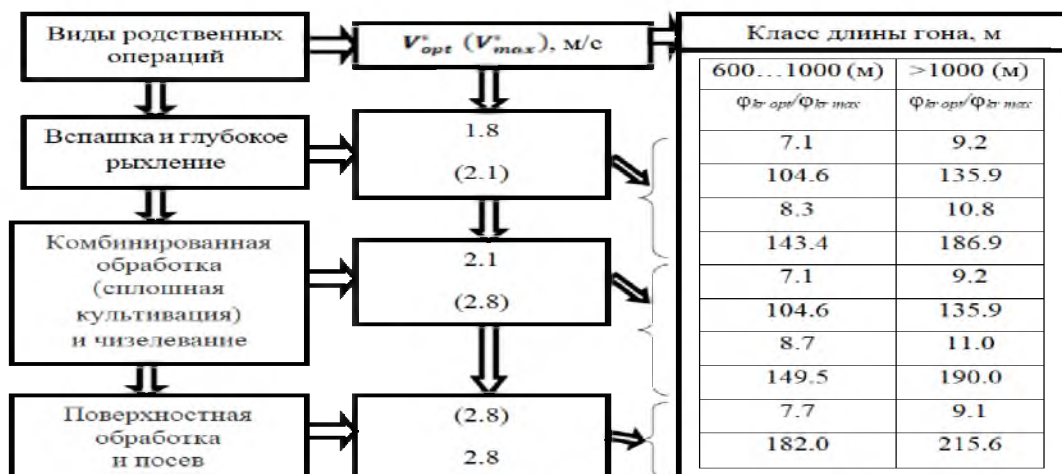 Виды родственных
операций
V*opt (V*max), м/с
Класс длины гона, м
600…1000 (м) >1000 (м)
φkr opt/φkr max φkr opt/φkr max
Вспашка и глубокое
рыхление
1.8
(2.1)
7.1 9.2
104.6 135.9
8.3 10.8
143.4 186.9
Комбинированная
обработка
(сплошная
культивация)
и чизелевание
2.1
(2.8)
7.1 9.2
104.6 135.9
8.7 11.0
149.5 190.0
Поверхностная
обработка
и посев
(2.8)
2.8
7.7 9.1
182.0 215.6